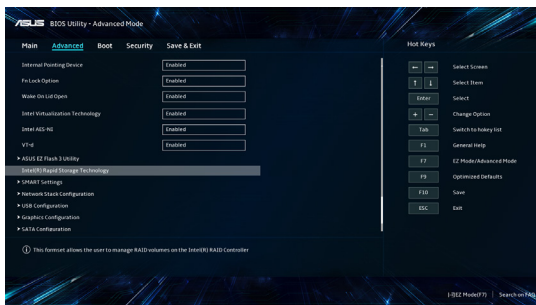 ASUS BIOS Utility - Advanced Mode
Main Advanced Boot Security Save & Exit
Hot Keys
Internal Pointing Device Enabled
Fn Lock Option Enabled
Wake On Lid Open Enabled
Intel Virtualization Technology Enabled
Intel AES-NI Enabled
VT-d Enabled
ASUS EZ Flash 3 Utility
Intel(R) Rapid Storage Technology
SMART Settings
Network Stack Configuration
USB Configuration
Graphics Configuration
SATA Configuration
← → Select Screen
↑ ↓ Select Item
Enter Select
+ - Change Option
Tab Switch to hokey list
F1 General Help
F7 EZ Mode/Advanced Mode
F9 Optimized Defaults
F10 Save
ESC Exit
This formset allows the user to manage RAID volumes on the Intel(R) RAID Controller
EZ Mode(F7) | Search on FAQ